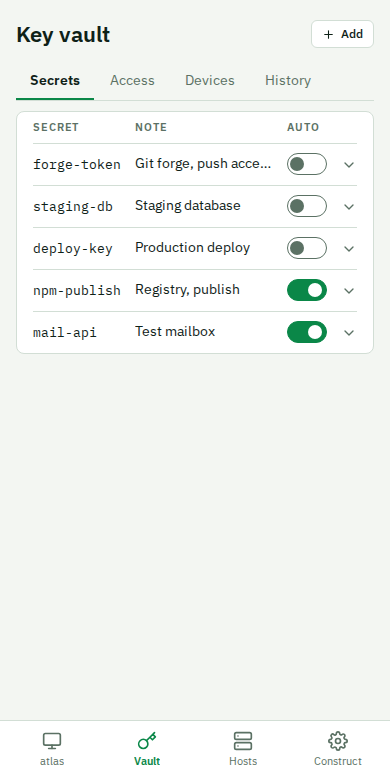 Key vault
+ Add
Secrets Access Devices History
SECRET NOTE AUTO
forge-token Git forge, push acce...
staging-db Staging database
deploy-key Production deploy
npm-publish Registry, publish
mail-api Test mailbox
atlas Vault Hosts Construct